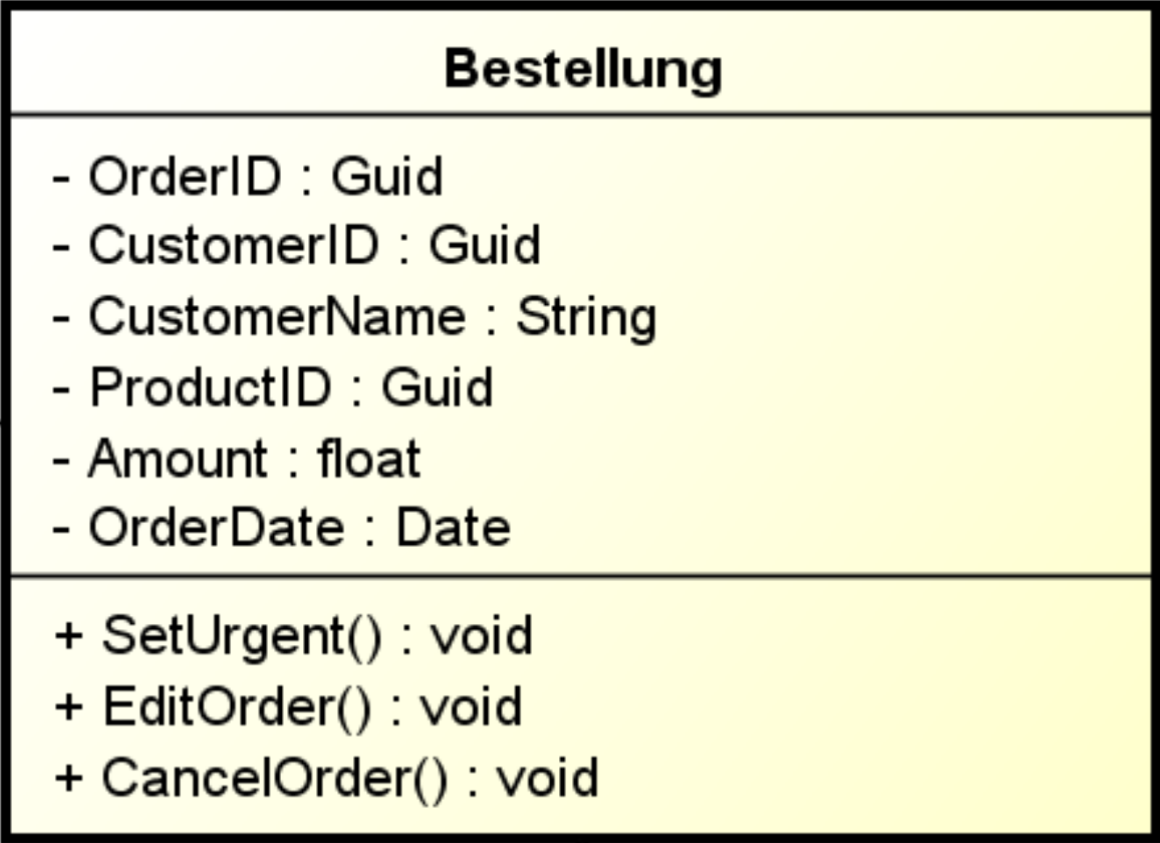 Bestellung
- OrderID : Guid
- CustomerID : Guid
- CustomerName : String
- ProductID : Guid
- Amount : float
- OrderDate : Date
+ SetUrgent() : void
+ EditOrder() : void
+ CancelOrder() : void